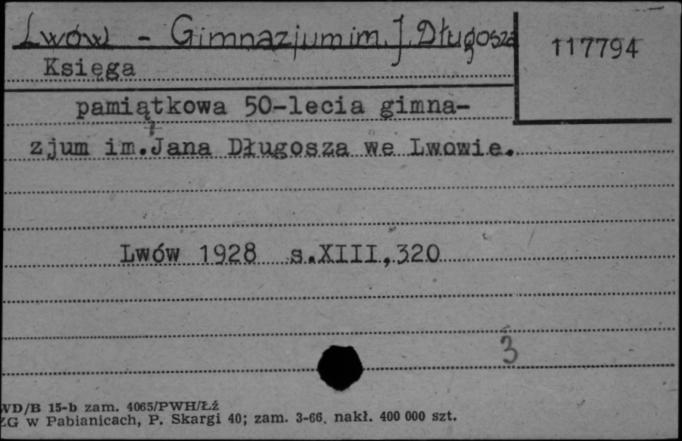 Lwów - Gimnazjum im. J. Długosza
117794
Księga
pamiątkowa 50-lecia gimna-
zjum im.Jana Długosza we Lwowie.
Lwów 1928 s.XIII,320
3
WD/B 15-b zam. 4065/PWH/Łż
ZG w Pabianicach, P. Skargi 40; zam. 3-66. nakł. 400 000 szt.